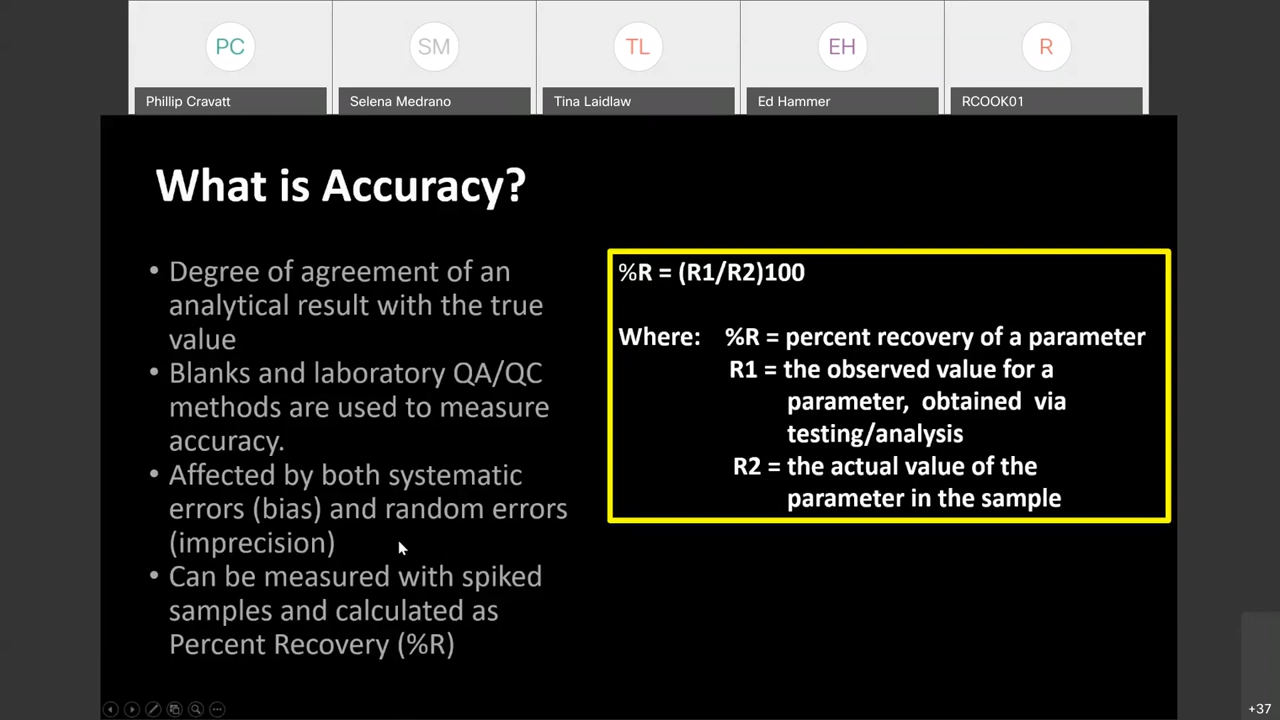 PC
SM
TL
EH
R
Phillip Cravatt
Selena Medrano
Tina Laidlaw
Ed Hammer
RCOOK01
What is Accuracy?
• Degree of agreement of an
analytical result with the true
value
• Blanks and laboratory QA/QC
methods are used to measure
accuracy.
• Affected by both systematic
errors (bias) and random errors
(imprecision)
• Can be measured with spiked
samples and calculated as
Percent Recovery (%R)
%R = (R1/R2)100
Where: %R = percent recovery of a parameter
R1 = the observed value for a
parameter, obtained via
testing/analysis
R2 = the actual value of the
parameter in the sample
+37